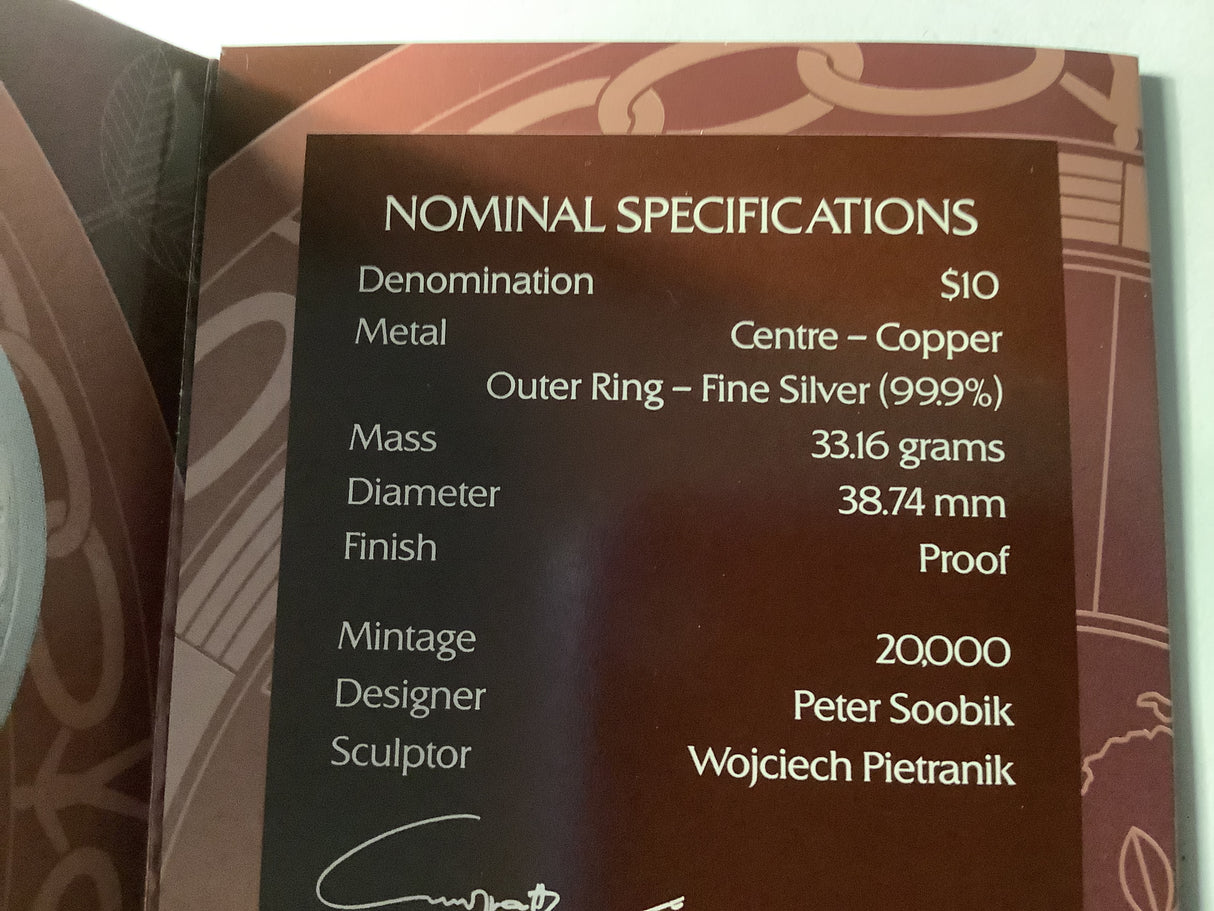 NOMINAL SPECIFICATIONS
Denomination $10
Metal Centre – Copper
Outer Ring – Fine Silver (99.9%)
Mass 33.16 grams
Diameter 38.74 mm
Finish Proof
Mintage 20,000
Designer Peter Soobik
Sculptor Wojciech Pietranik